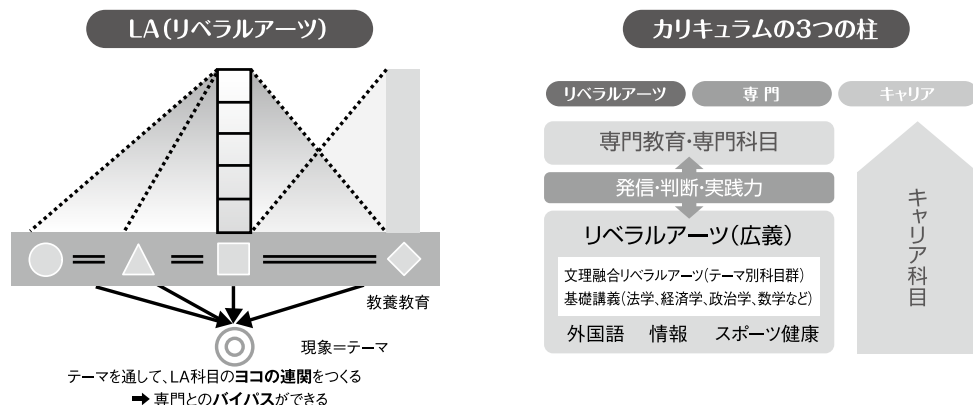 LA(リベラルアーツ)
教養教育
現象=テーマ
テーマを通して、LA科目のヨコの連関をつくる
➡ 専門とのバイパスができる
カリキュラムの3つの柱
リベラルアーツ
専門
キャリア
専門教育・専門科目
発信・判断・実践力
リベラルアーツ(広義)
文理融合リベラルアーツ(テーマ別科目群)
基礎講義(法学、経済学、政治学、数学など)
外国語 情報 スポーツ健康
キャリア科目